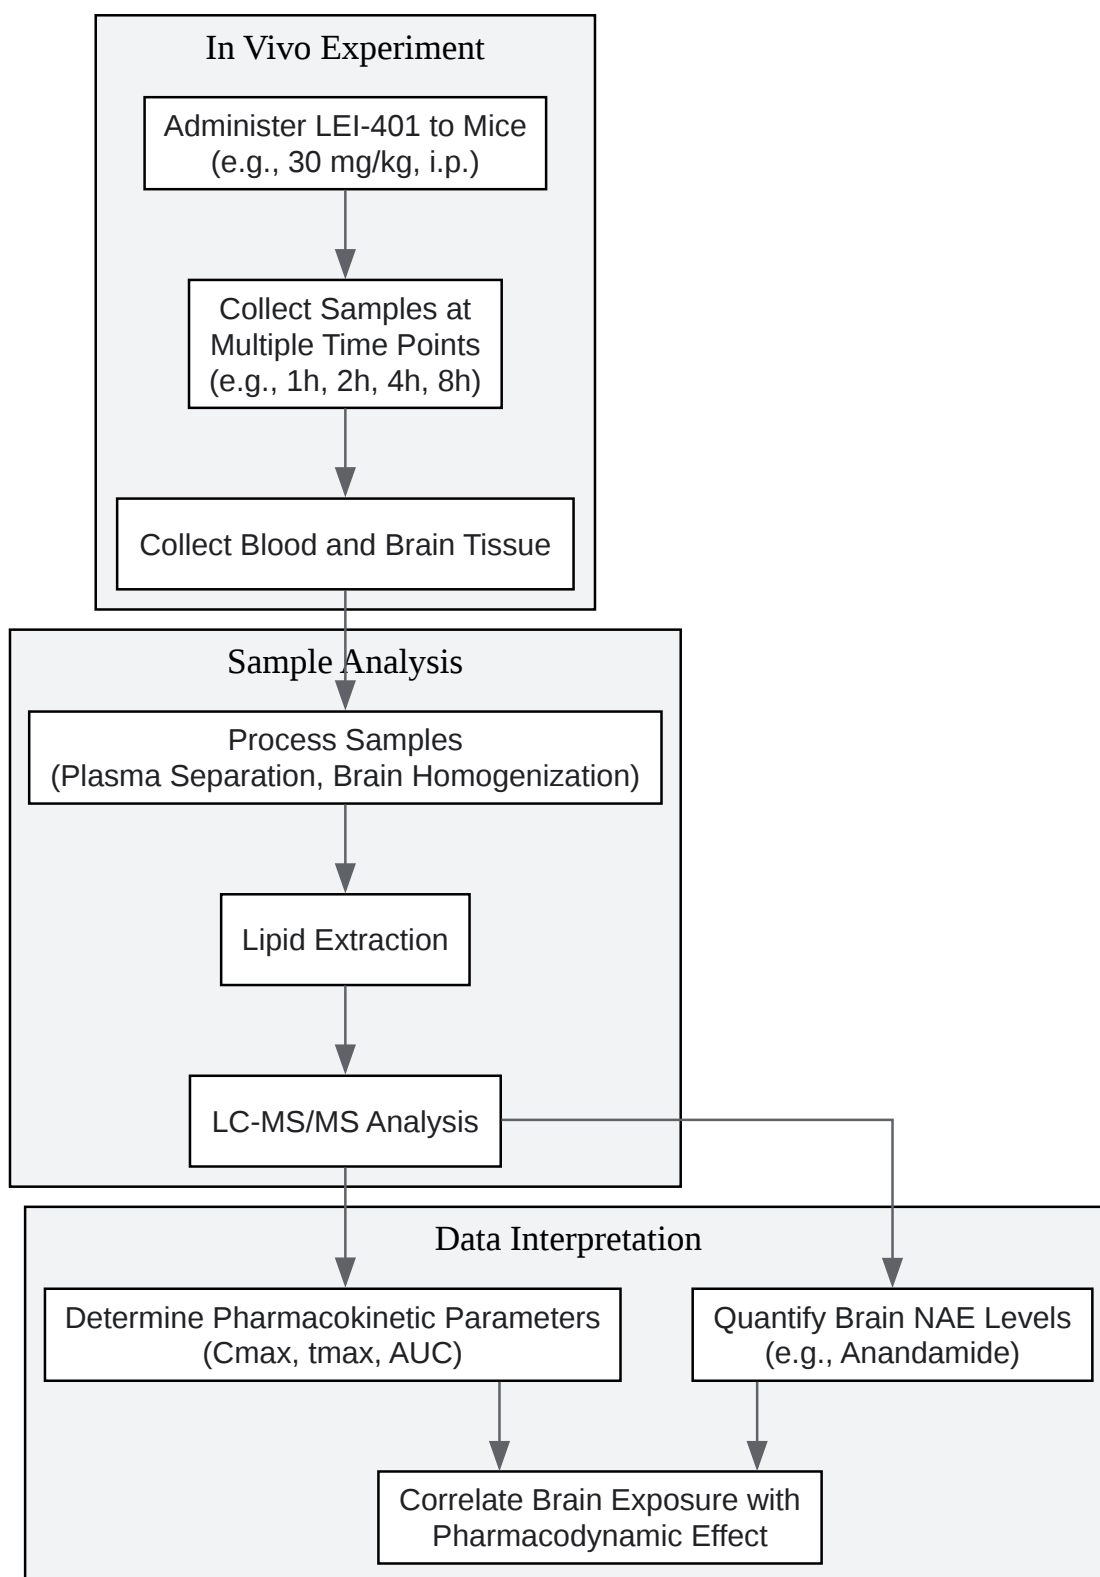 In Vivo Experiment
Administer LEI-401 to Mice
(e.g., 30 mg/kg, i.p.)
Collect Samples at
Multiple Time Points
(e.g., 1h, 2h, 4h, 8h)
Collect Blood and Brain Tissue
Sample Analysis
Process Samples
(Plasma Separation, Brain Homogenization)
Lipid Extraction
LC-MS/MS Analysis
Data Interpretation
Determine Pharmacokinetic Parameters
(Cmax, tmax, AUC)
Quantify Brain NAE Levels
(e.g., Anandamide)
Correlate Brain Exposure with
Pharmacodynamic Effect